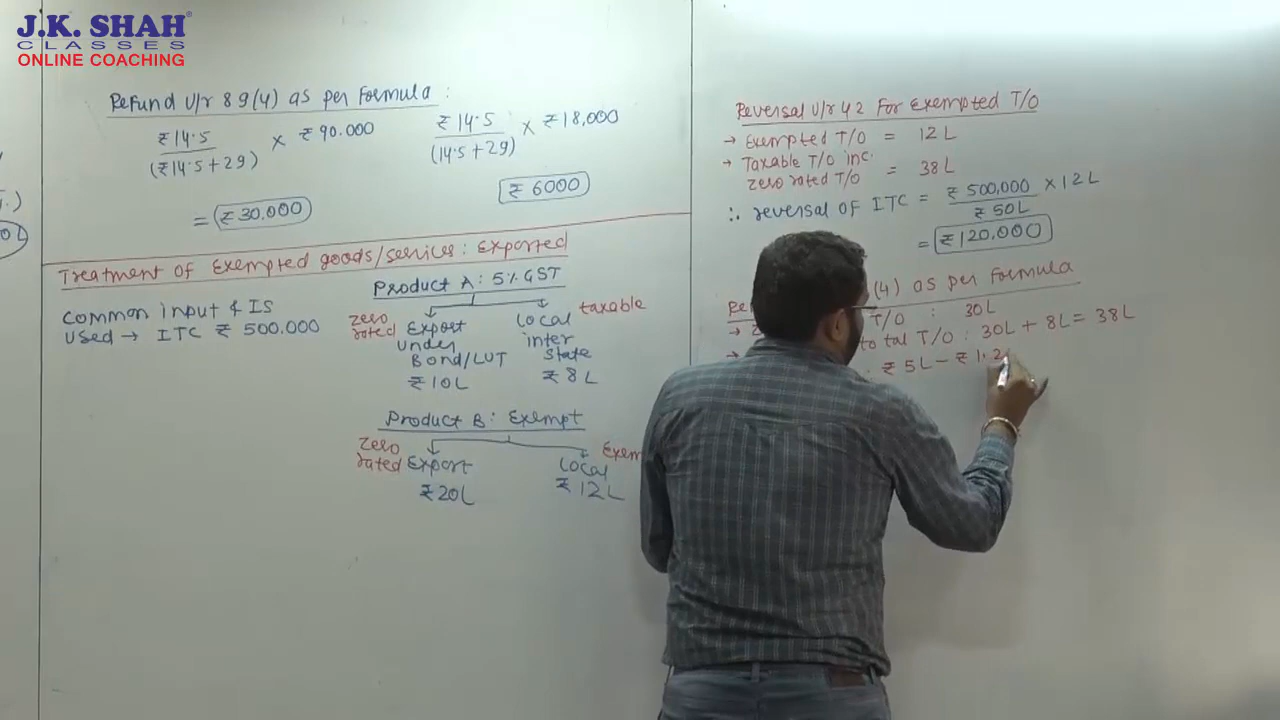 J.K. SHAH®
CLASSES
ONLINE COACHING
Refund U/r 89(4) as per Formula :
₹14.5 / (₹14.5+29) × ₹90.000
= ₹30,000
₹14.5 / (14.5+29) × ₹18,000
₹6000
Treatment of Exempted goods/services: Exported
Common input & IS
used → ITC ₹ 500.000
Product A: 5% GST
zero rated
Export under Bond/LUT
₹10L
Local inter State
₹ 8L
taxable
Product B: Exempt
Zero rated
Export
₹20L
Local
₹ 12L
Exem
Reversal U/r 42 For Exempted T/O
→ Exempted T/O = 12L
→ Taxable T/O inc.
Zero rated T/O = 38L
∴ reversal OF ITC = ₹ 500,000 / ₹ 50L × 12L
= ₹120.000
(4) as per Formula
T/O : 30L
total T/O : 30L + 8L = 38L
: ₹ 5L – ₹ 1.2